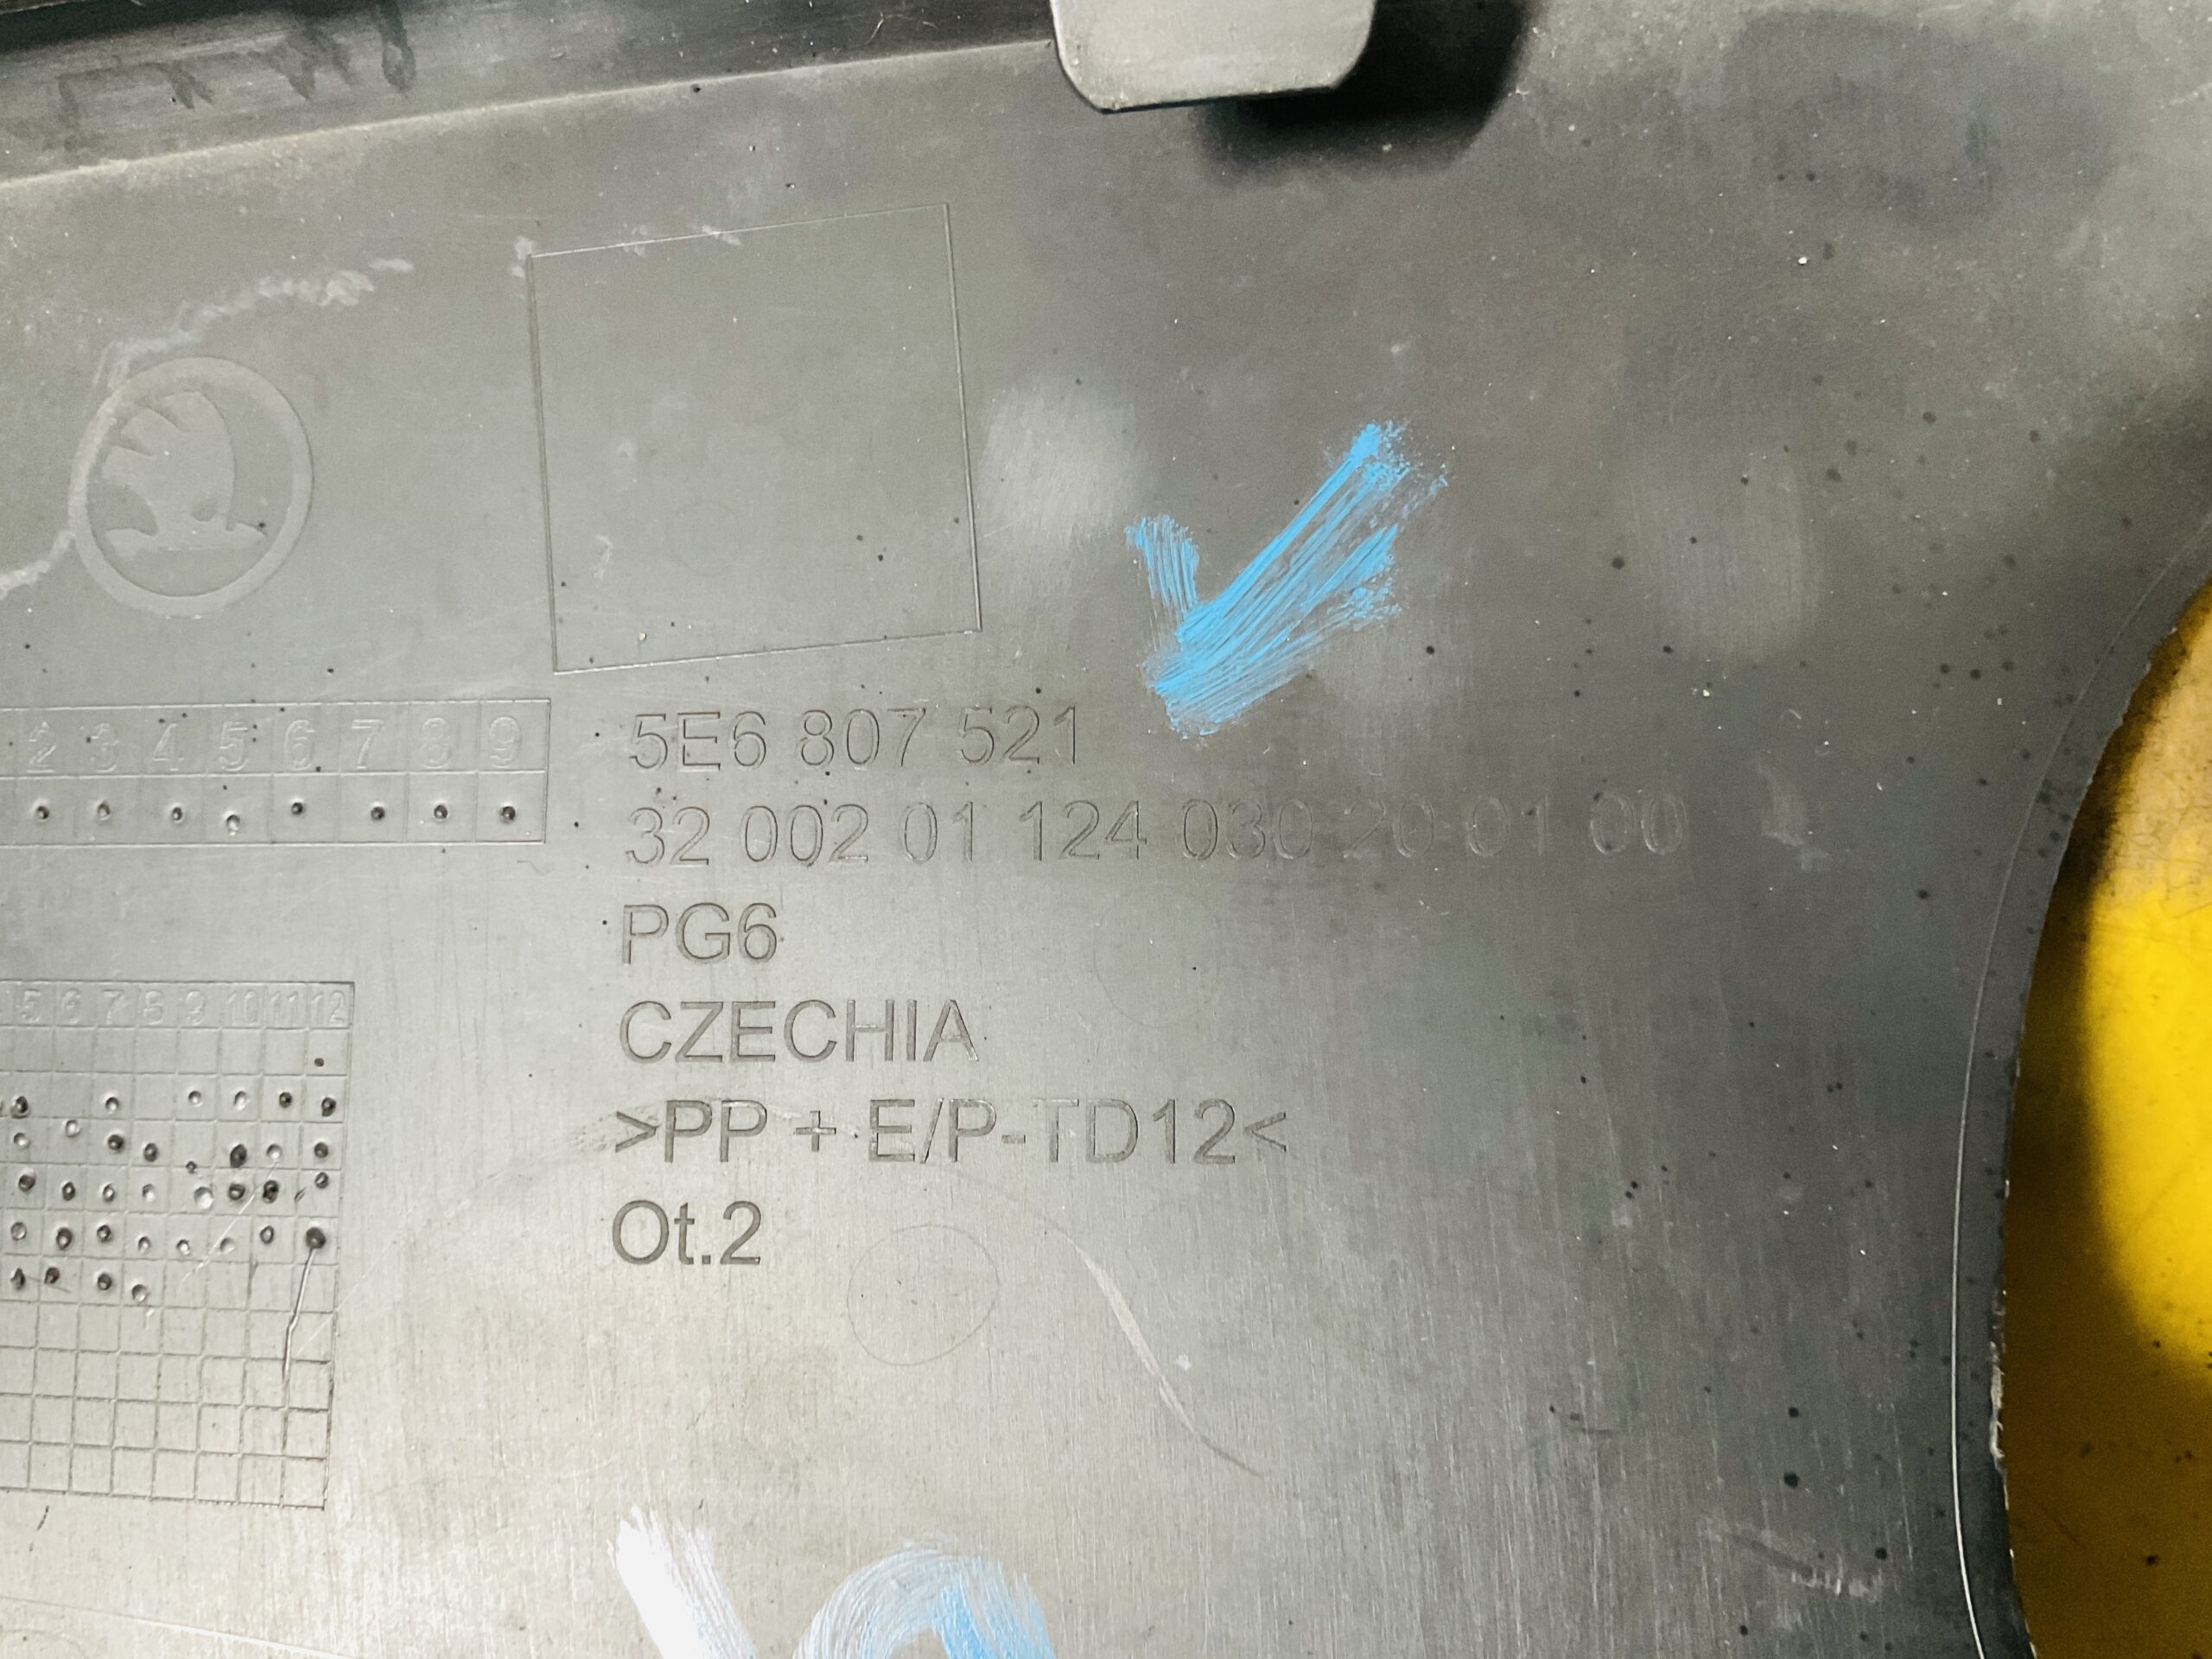 2 3 4 5 6 7 8 9
5E6 807 521
32 002 01 124 030 20 01 00
PG6
CZECHIA
5 6 7 8 9 10 11 12
>PP + E/P-TD12<
Ot.2